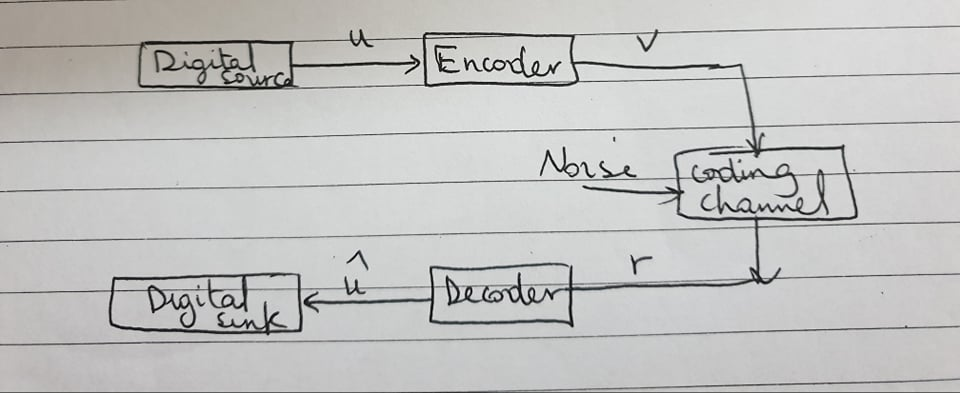 u
v
Digital
source
Encoder
Noise
coding
channel
r
û
Decoder
Digital
sink